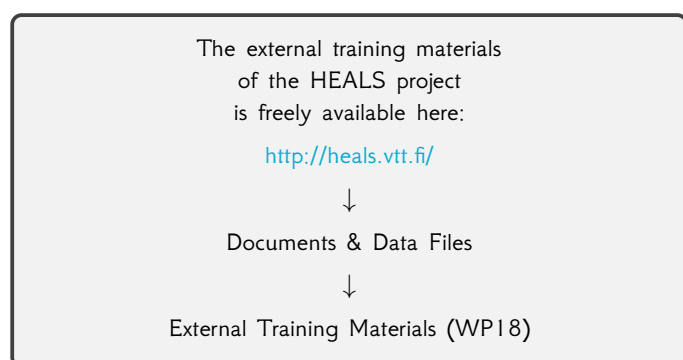 The external training materials
of the HEALS project
is freely available here:
http://heals.vtt.fi/
↓
Documents & Data Files
↓
External Training Materials (WP18)